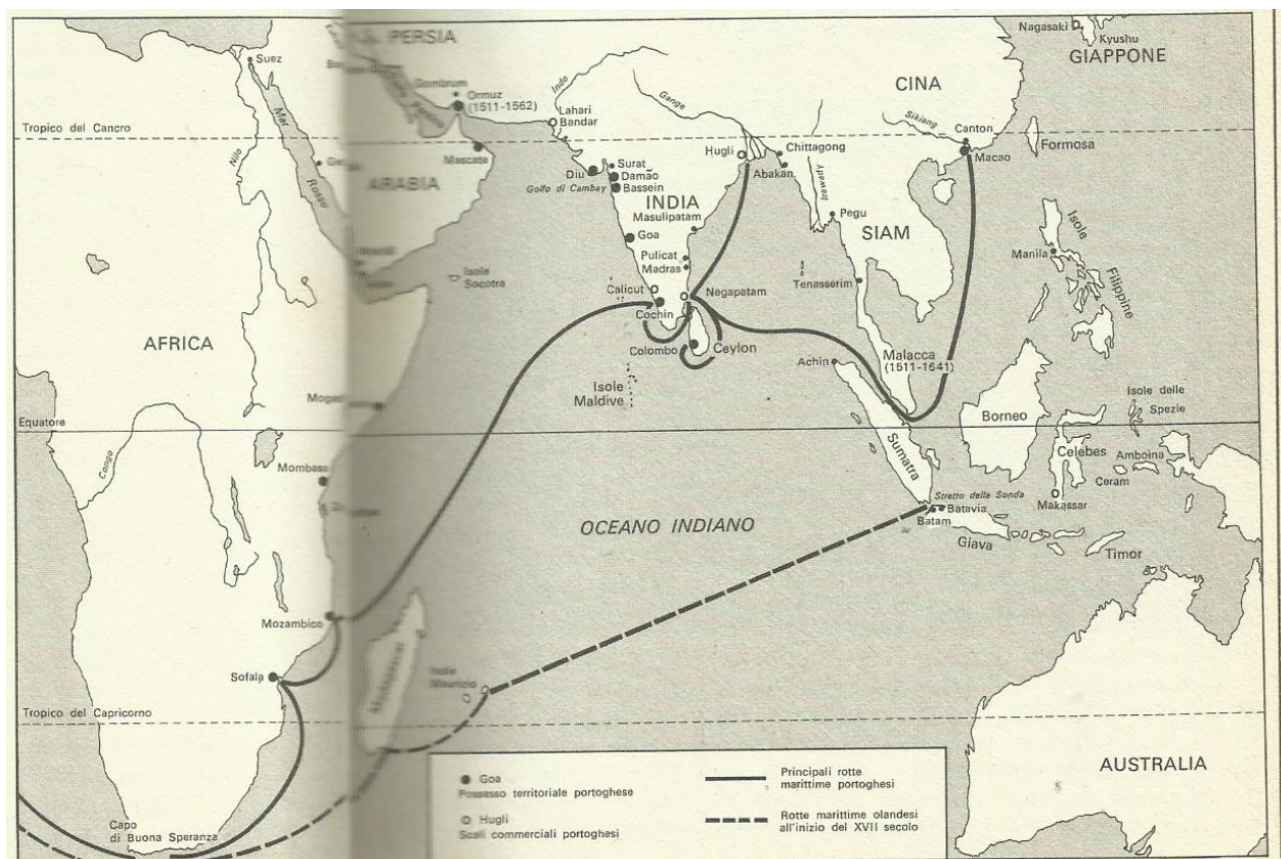 Nagasaki
Kyushu
GIAPPONE
PERSIA
Suez
CINA
Gombrum
Ormuz
(1511-1562)
Indo
Gange
Lahari
Bandar
Sikiang
Canton
Tropico del Cancro
Mar
Rosso
Nilo
Mascate
Hugli
Chittagong
Macao
Formosa
ARABIA
Diu
Surat
Damão
Bassein
Golfo di Cambay
Abakan
Irawady
INDIA
Masulipatam
Pegu
SIAM
Isole
Filippine
Goa
Pulicat
Madras
Manila
Isole
Socotra
Tenasserim
Calicut
Negapatam
Cochin
AFRICA
Colombo
Ceylon
Achin
Malacca
(1511-1641)
Isole
Maldive
Isole delle
Spezie
Borneo
Equatore
Sumatra
Celebes
Amboina
Ceram
Congo
Mombasa
Stretto della Sonda
Makassar
Batavia
Batam
OCEANO INDIANO
Giava
Timor
Mozambico
Sofala
Isole
Maurizio
Tropico del Capricorno
AUSTRALIA
Capo
di Buona Speranza
Goa
Possesso territoriale portoghese
Hugli
Scali commerciali portoghesi
Principali rotte
marittime portoghesi
Rotte marittime olandesi
all'inizio del XVII secolo